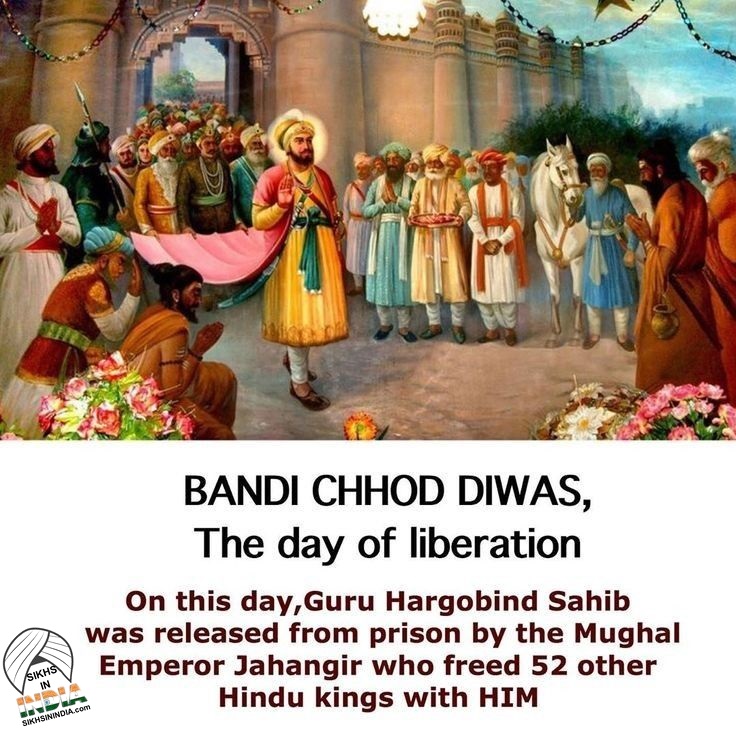 BANDI CHHOD DIWAS,
The day of liberation
On this day,Guru Hargobind Sahib
was released from prison by the Mughal
Emperor Jahangir who freed 52 other
Hindu kings with HIM
SIKHS
IN
INDIA
SIKHSININDIA.com